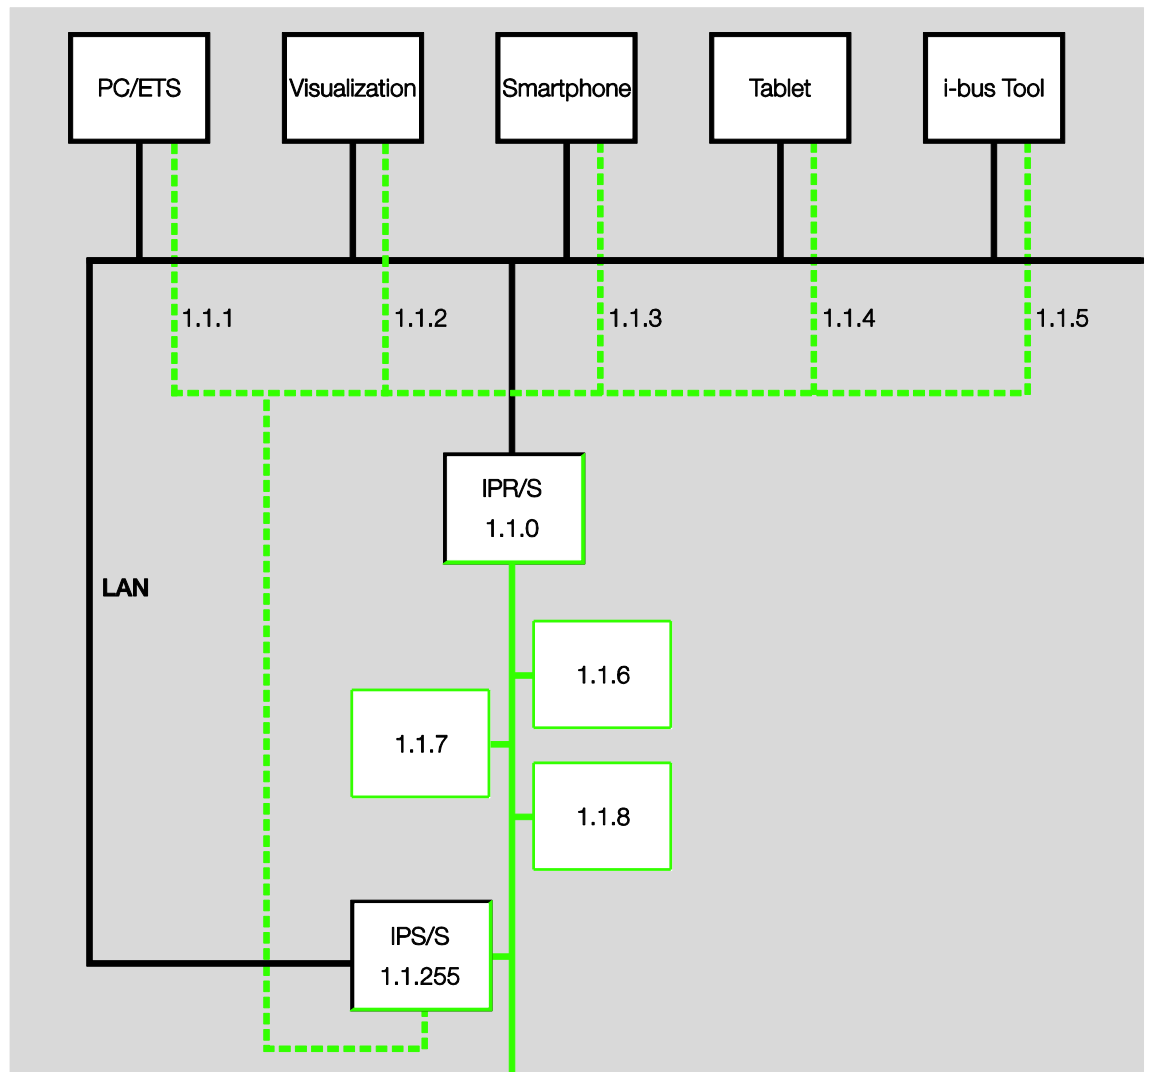 PC/ETS
Visualization
Smartphone
Tablet
i-bus Tool
1.1.1
1.1.2
1.1.3
1.1.4
1.1.5
IPR/S
1.1.0
LAN
1.1.6
1.1.7
1.1.8
IPS/S
1.1.255